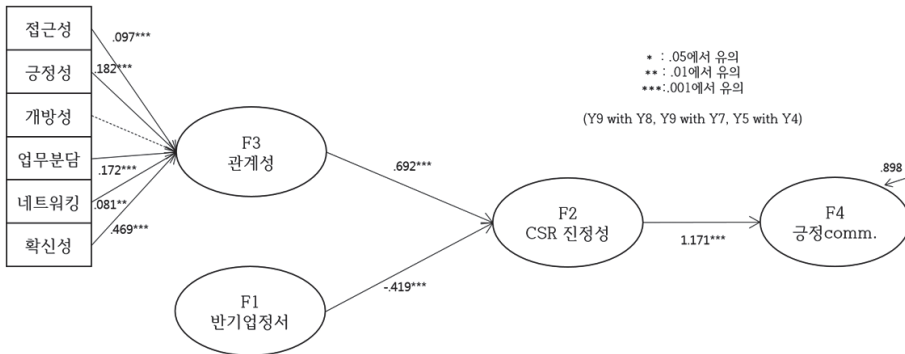 접근성
긍정성
개방성
업무분담
네트워킹
확신성
.097***
.182***
.172***
.081**
.469***
F3
관계성
F1
반기업정서
.692***
-.419***
F2
CSR 진정성
1.171***
F4
긍정comm.
.898
* : .05에서 유의
** : .01에서 유의
***:.001에서 유의
(Y9 with Y8, Y9 with Y7, Y5 with Y4)